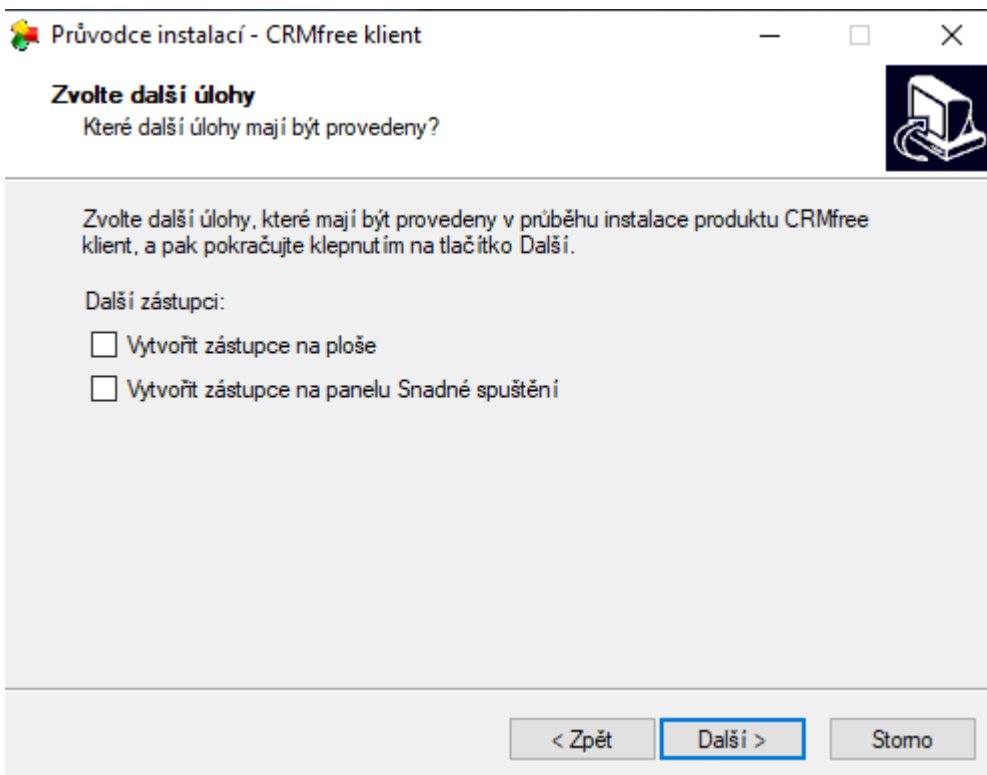 Průvodce instalací - CRMfree klient
Zvolte další úlohy
Které další úlohy mají být provedeny?
Zvolte další úlohy, které mají být provedeny v průběhu instalace produktu CRMfree
klient, a pak pokračujte klepnutím na tlačítko Další.
Další zástupci:
Vytvořit zástupce na ploše
Vytvořit zástupce na panelu Snadné spuštění
< Zpět
Další >
Storno